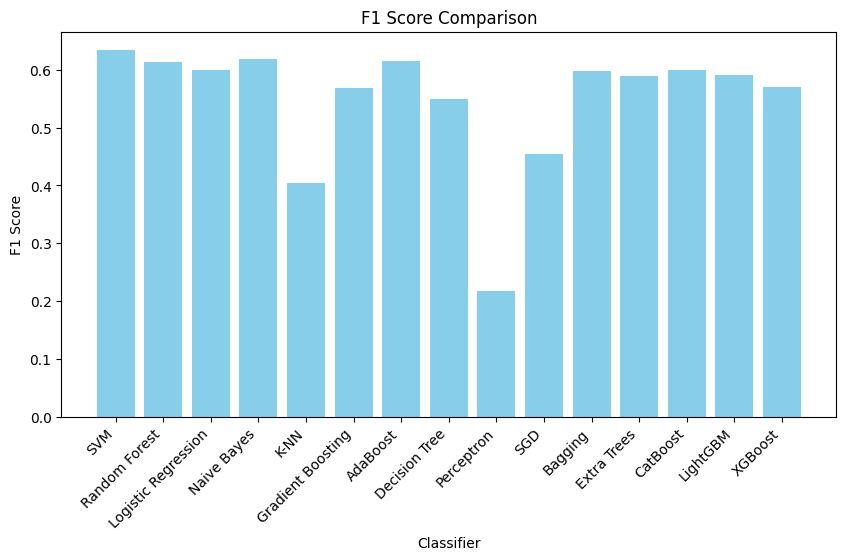 F1 Score Comparison
F1 Score
0.6
0.5
0.4
0.3
0.2
0.1
0.0
SVM
Random Forest
Logistic Regression
Naive Bayes
K-NN
Gradient Boosting
AdaBoost
Decision Tree
Perceptron
SGD
Bagging
Extra Trees
CatBoost
LightGBM
XGBoost
Classifier